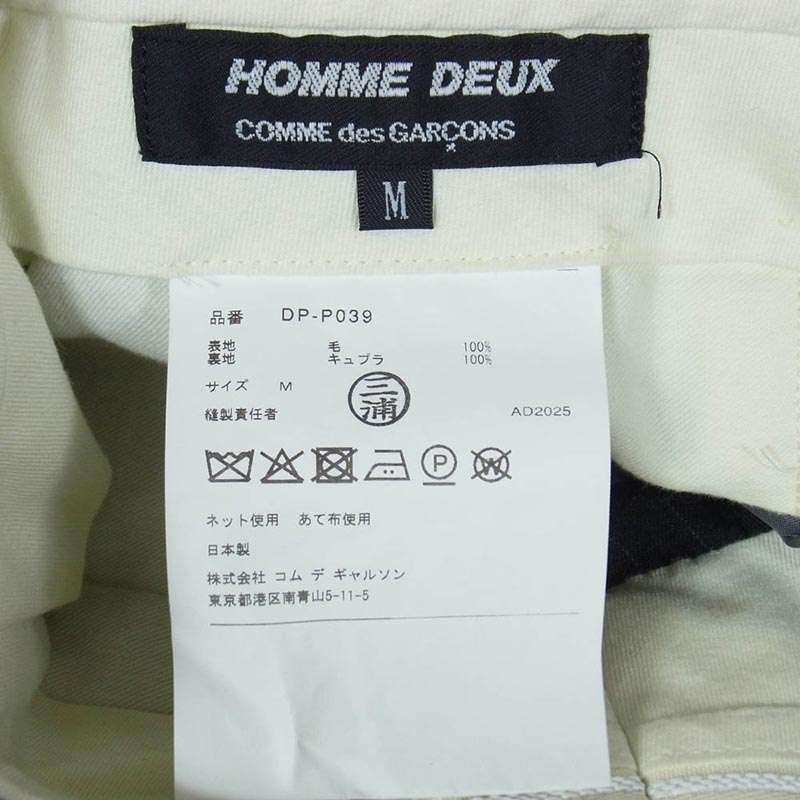 HOMME DEUX
COMME des GARÇONS
M
品番 DP-P039
表地 毛 100%
裏地 キュプラ 100%
サイズ M
三浦
縫製責任者 AD2025
P W
ネット使用 あて布使用
日本製
株式会社 コム デ ギャルソン
東京都港区南青山5-11-5